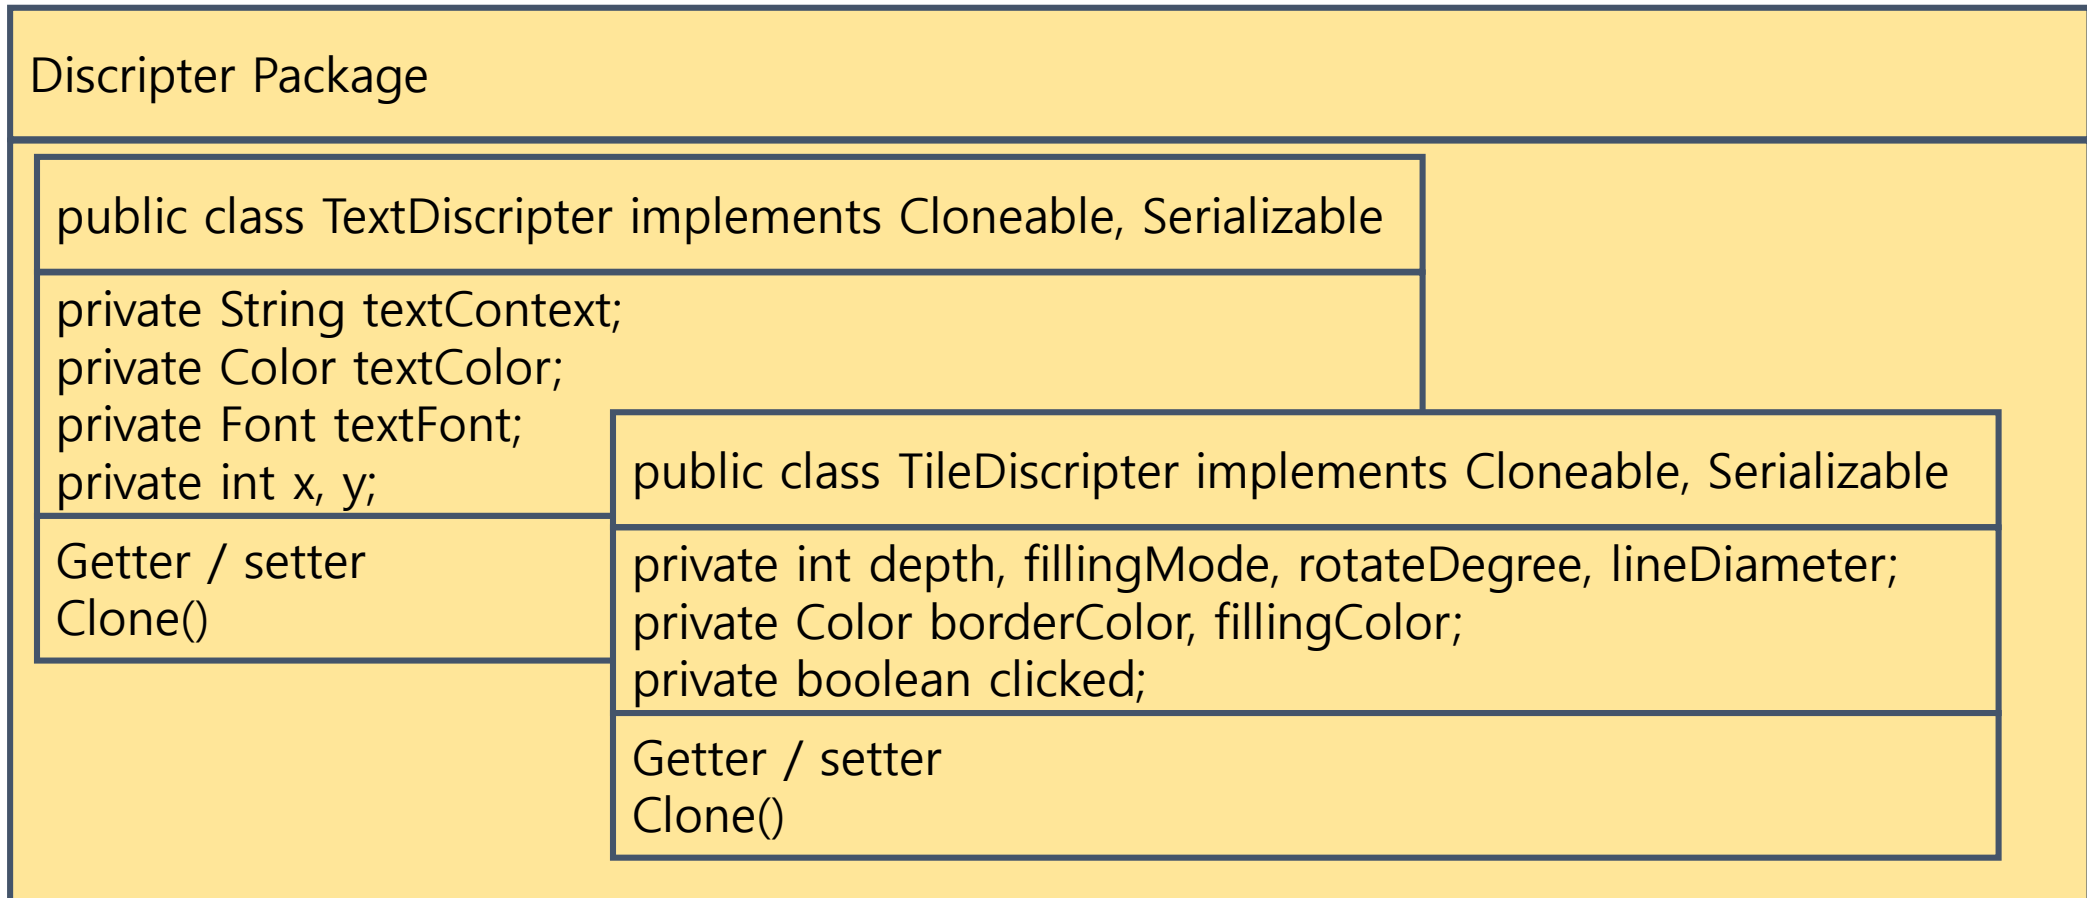 Discripter Package
public class TextDiscripter implements Cloneable, Serializable
private String textContext;
private Color textColor;
private Font textFont;
private int x, y;
Getter / setter
Clone()
public class TileDiscripter implements Cloneable, Serializable
private int depth, fillingMode, rotateDegree, lineDiameter;
private Color borderColor, fillingColor;
private boolean clicked;
Getter / setter
Clone()